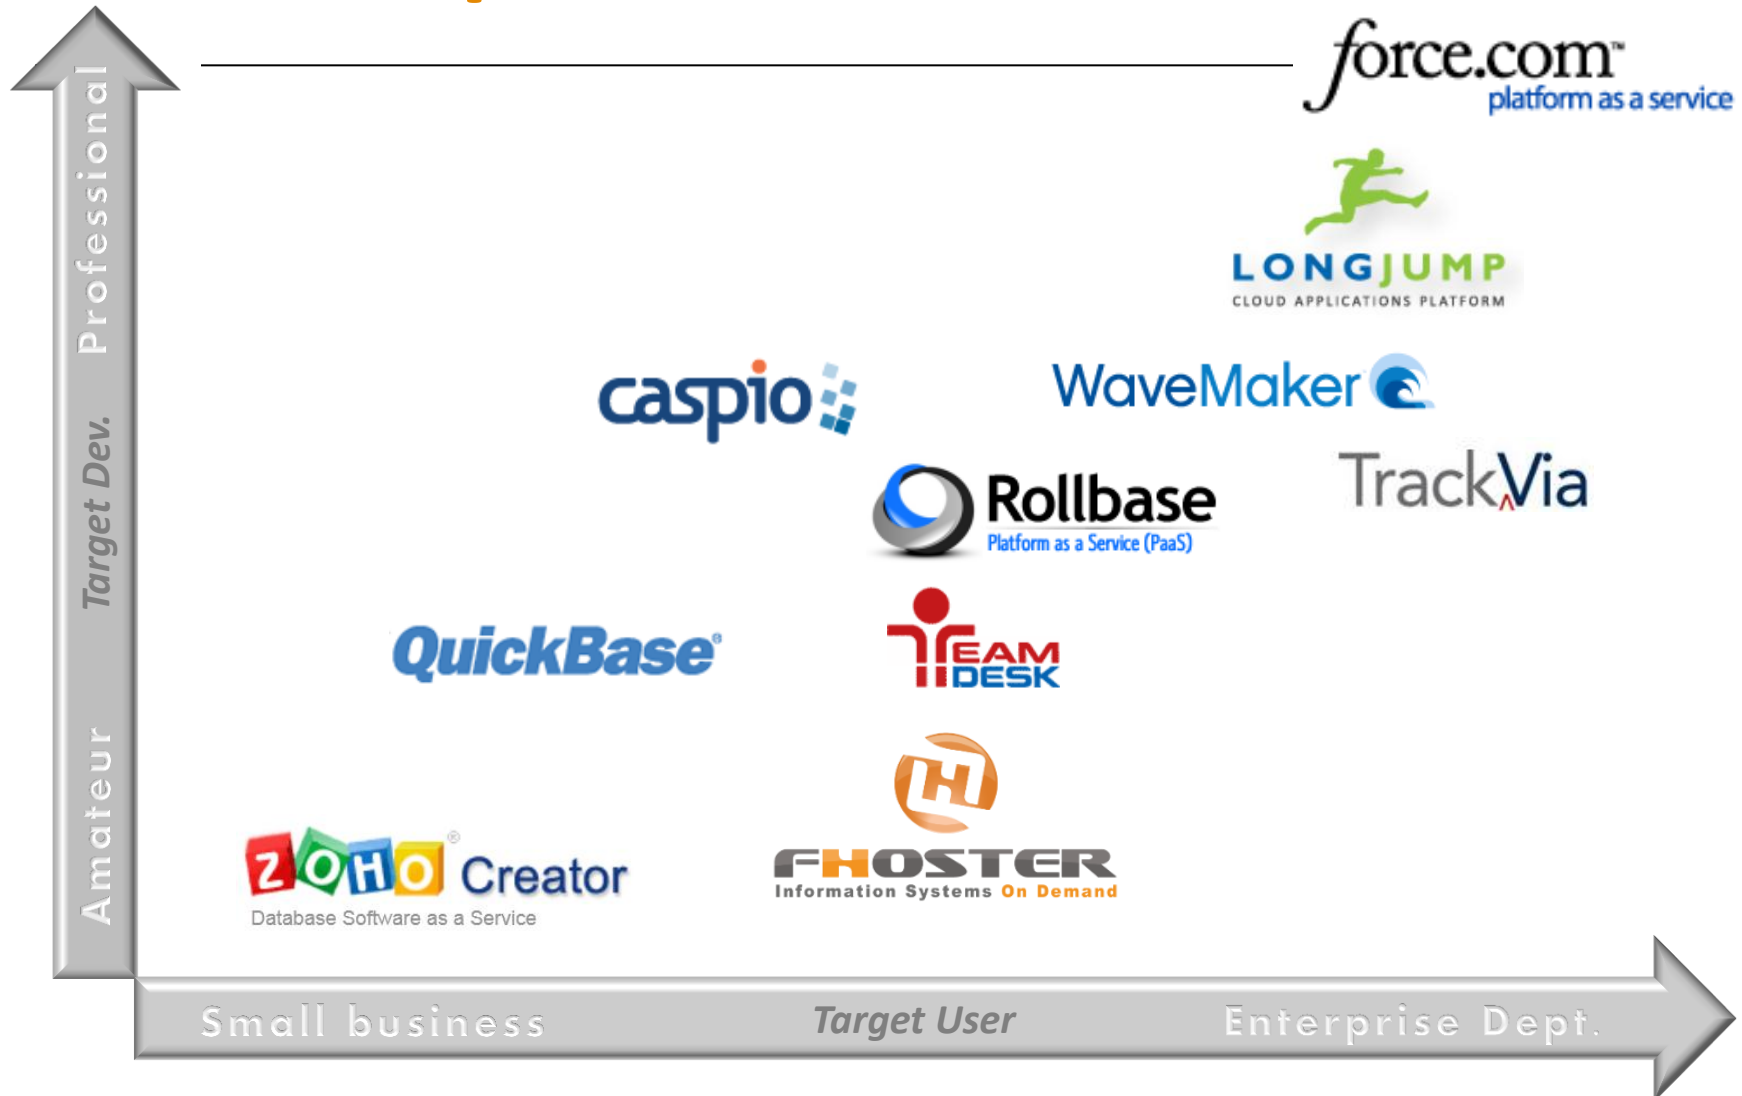 force.com™
platform as a service
LONGJUMP
CLOUD APPLICATIONS PLATFORM
caspio
WaveMaker
TrackVia
Rollbase
Platform as a Service (PaaS)
QuickBase®
TEAM
DESK
ZOHO® Creator
Database Software as a Service
H
FHOSTER
Information Systems On Demand
Professional
Target Dev.
Amateur
Small business
Target User
Enterprise Dept.